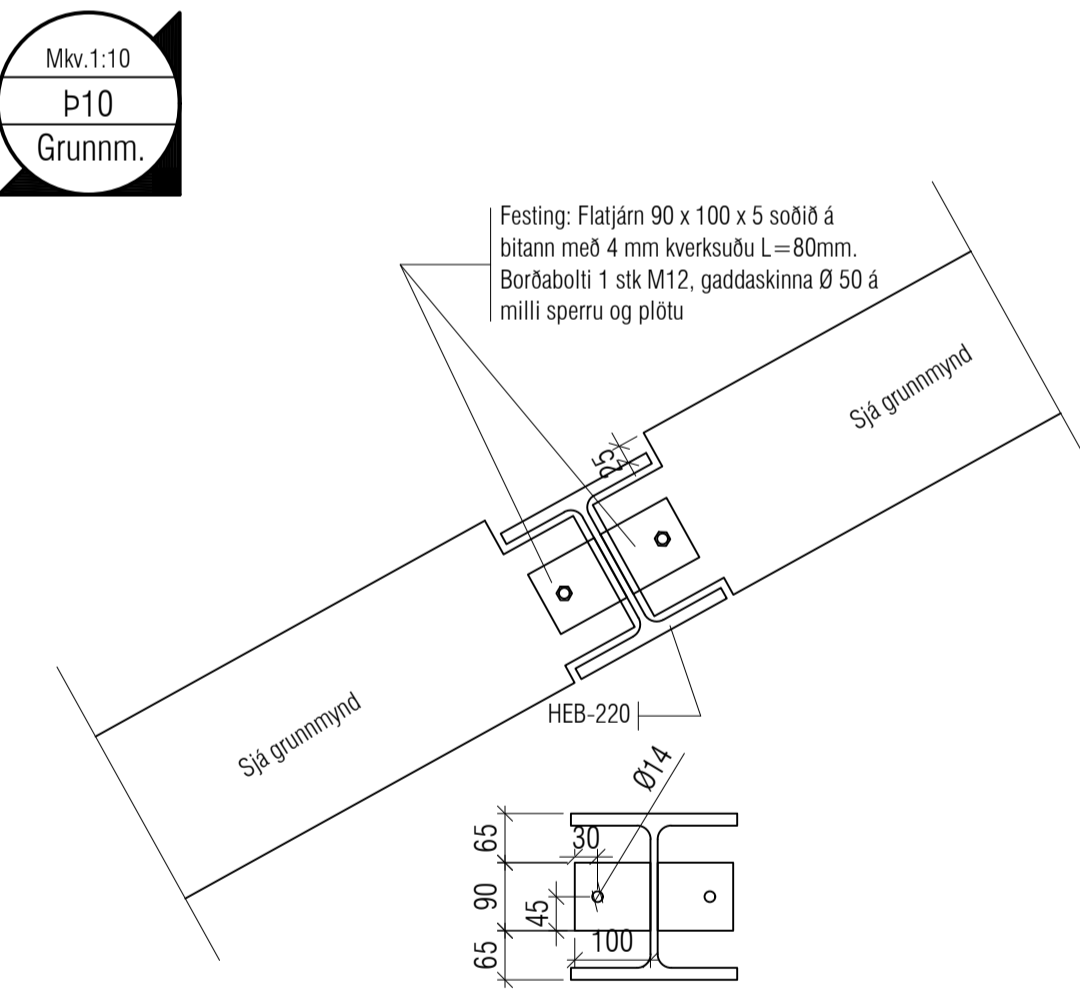 Mkv.1:10
Þ10
Grunnm.
Festing: Flatjárn 90 x 100 x 5 soðið á
bitann með 4 mm kverksuðu L=80mm.
Borðabolti 1 stk M12, gaddaskinna Ø 50 á
milli sperru og plötu
Sjá grunnmynd
25
Sjá grunnmynd
HEB-220
Ø14
65
30
90
45
100
65